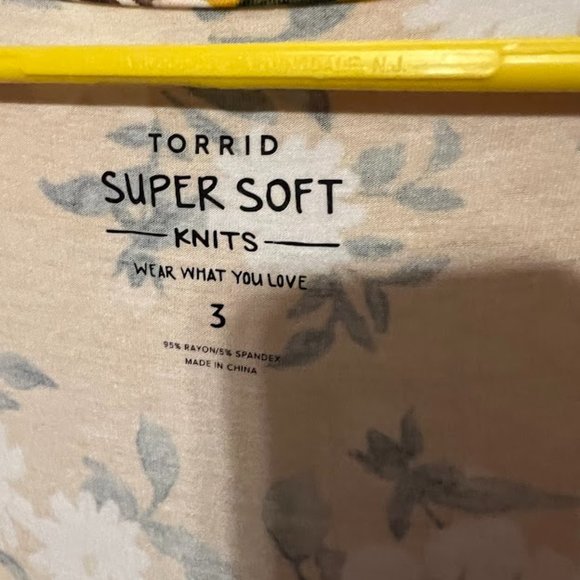 N.J.
TORRID
SUPER SOFT
KNITS
WEAR WHAT YOU LOVE
3
95% RAYON/5% SPANDEX
MADE IN CHINA